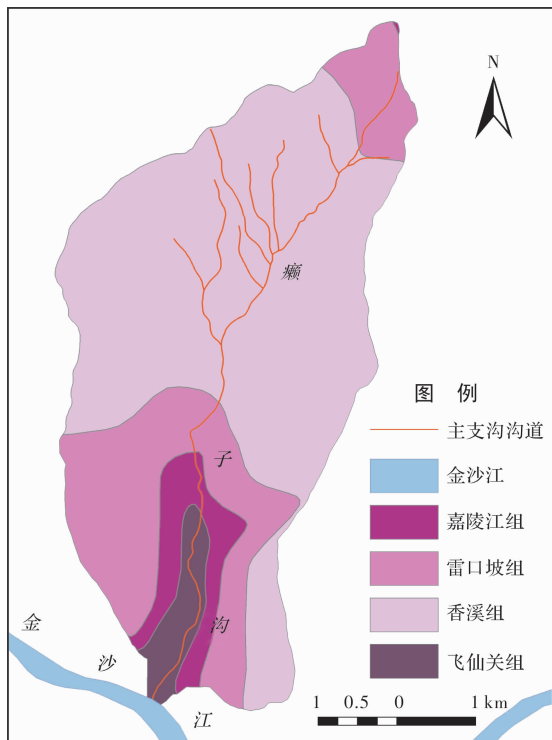 N
癞
子
沟
金
沙
江
图 例
主支沟沟道
金沙江
嘉陵江组
雷口坡组
香溪组
飞仙关组
1 0.5 0 1 km